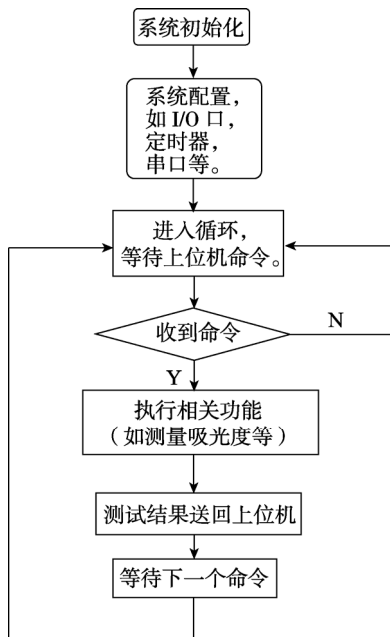 系统初始化
系统配置，
如 I/O 口，
定时器，
串口等。
进入循环，
等待上位机命令。
收到命令
N
Y
执行相关功能
（如测量吸光度等）
测试结果送回上位机
等待下一个命令